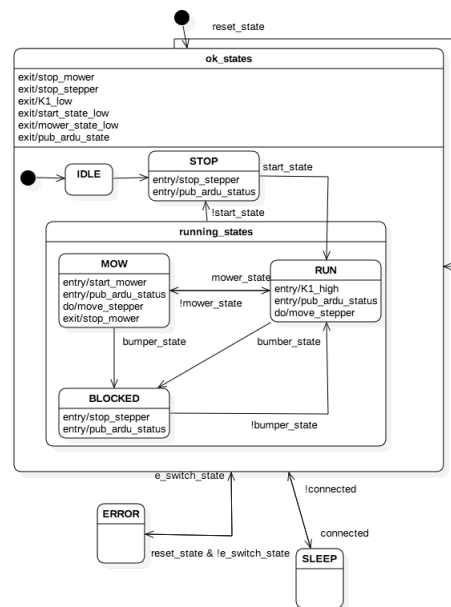 reset_state
ok_states
exit/stop_mower
exit/stop_stepper
exit/K1_low
exit/start_state_low
exit/mower_state_low
exit/pub_ardu_state
IDLE
STOP
entry/stop_stepper
entry/pub_ardu_status
start_state
!start_state
running_states
MOW
entry/start_mower
entry/pub_ardu_status
do/move_stepper
exit/stop_mower
mower_state
!mower_state
RUN
entry/K1_high
entry/pub_ardu_status
do/move_stepper
bumper_state
bumber_state
BLOCKED
entry/stop_stepper
entry/pub_ardu_status
!bumper_state
e_switch_state
!connected
ERROR
connected
reset_state & !e_switch_state
SLEEP